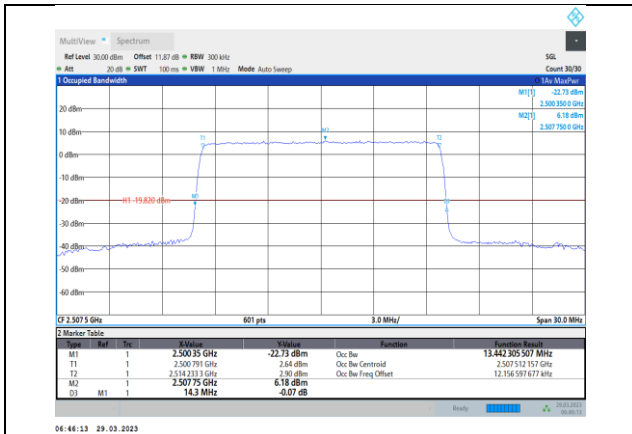 MultiView Spectrum
Ref Level 30.00 dBm Offset 11.87 dB RBW 300 kHz SGL
Att 20 dB SWT 100 ms VBW 1 MHz Mode Auto Sweep Count 30/30
1 Occupied Bandwidth 1Av MaxPwr
M1[1] -22.73 dBm
2.500 350 0 GHz
M2[1] 6.18 dBm
2.507 750 0 GHz
20 dBm
10 dBm
T1 M2 T2
0 dBm
-10 dBm
M1
-20 dBm H1 -19.820 dBm
-30 dBm
-40 dBm
-50 dBm
-60 dBm
CF 2.507 5 GHz 601 pts 3.0 MHz/ Span 30.0 MHz
2 Marker Table
Type Ref Trc X-Value Y-Value Function Function Result
M1 1 2.500 35 GHz -22.73 dBm Occ Bw 13.442 305 507 MHz
T1 1 2.500 791 GHz 2.64 dBm Occ Bw Centroid 2.507 512 157 GHz
T2 1 2.514 233 3 GHz 2.90 dBm Occ Bw Freq Offset 12.156 597 677 kHz
M2 1 2.507 75 GHz 6.18 dBm
D3 M1 1 14.3 MHz -0.07 dB
Ready 29.03.2023
06:46:13
06:46:13 29.03.2023